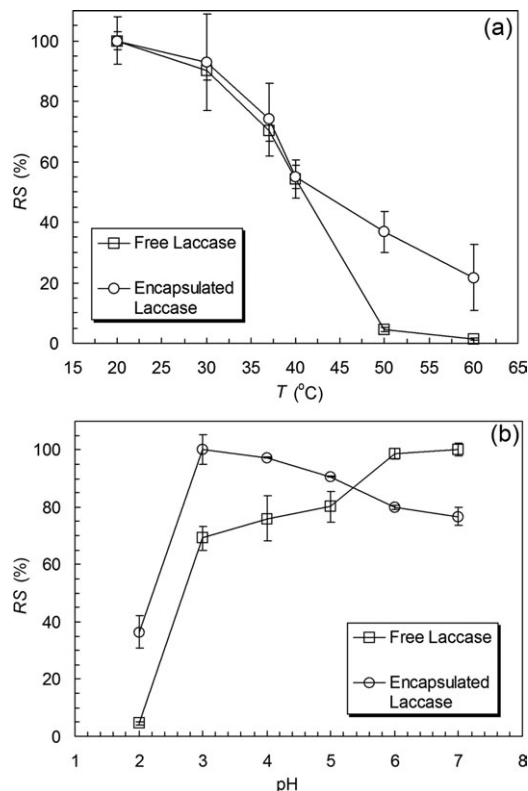 (a)
100
80
60
40
20
0
RS (%)
Free Laccase
Encapsulated
Laccase
15 20 25 30 35 40 45 50 55 60 65
T (°C)
(b)
100
80
60
40
20
0
RS (%)
Free Laccase
Encapsulated
Laccase
1 2 3 4 5 6 7 8
pH